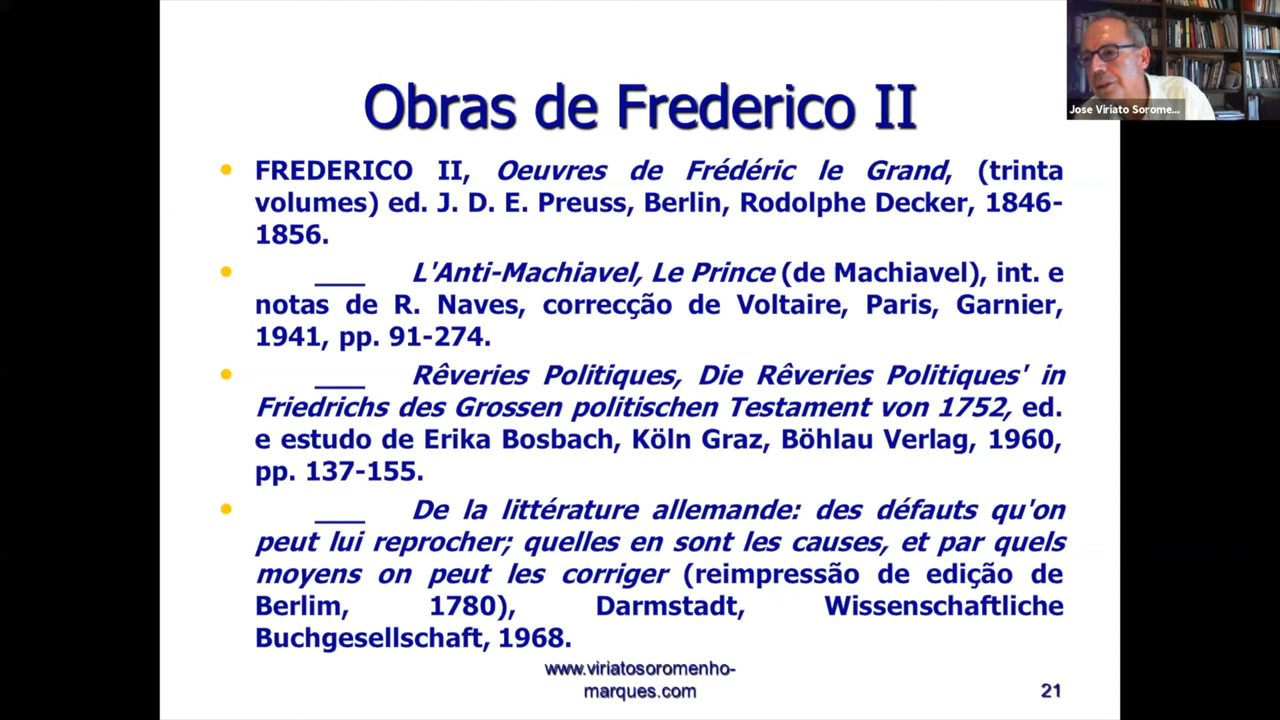 Obras de Frederico II
FREDERICO II, Oeuvres de Frédéric le Grand, (trinta
volumes) ed. J. D. E. Preuss, Berlin, Rodolphe Decker, 1846-
1856.
___ L'Anti-Machiavel, Le Prince (de Machiavel), int. e
notas de R. Naves, correcção de Voltaire, Paris, Garnier,
1941, pp. 91-274.
___ Rêveries Politiques, Die Rêveries Politiques' in
Friedrichs des Grossen politischen Testament von 1752, ed.
e estudo de Erika Bosbach, Köln Graz, Böhlau Verlag, 1960,
pp. 137-155.
___ De la littérature allemande: des défauts qu'on
peut lui reprocher; quelles en sont les causes, et par quels
moyens on peut les corriger (reimpressão de edição de
Berlim, 1780), Darmstadt, Wissenschaftliche
Buchgesellschaft, 1968.
www.viriatosoromenho-
marques.com
21
Jose Viriato Sorome...